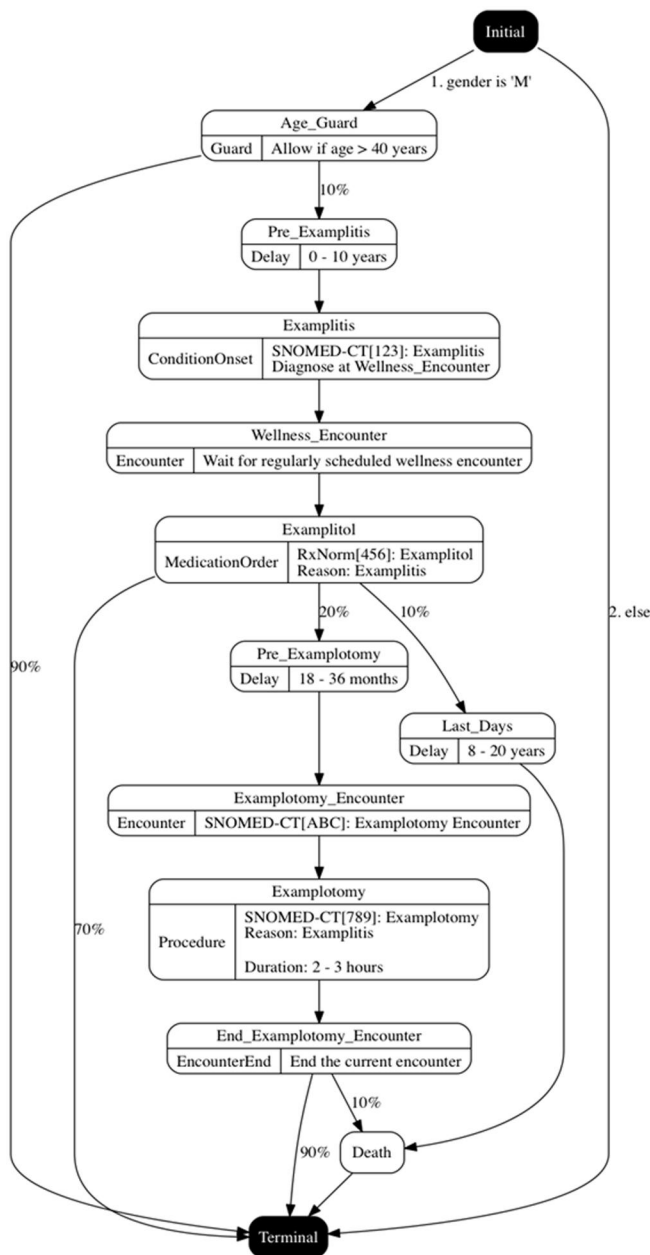 Initial
1. gender is 'M'
Age_Guard
Guard
Allow if age > 40 years
10%
Pre_Examplitis
Delay
0 - 10 years
Examplitis
ConditionOnset
SNOMED-CT[123]: Examplitis
Diagnose at Wellness_Encounter
Wellness_Encounter
Encounter
Wait for regularly scheduled wellness encounter
Examplitol
MedicationOrder
RxNorm[456]: Examplitol
Reason: Examplitis
20%
10%
2. else
Pre_Examplotomy
Delay
18 - 36 months
90%
Last_Days
Delay
8 - 20 years
Examplotomy_Encounter
Encounter
SNOMED-CT[ABC]: Examplotomy Encounter
Examplotomy
Procedure
SNOMED-CT[789]: Examplotomy
Reason: Examplitis
Duration: 2 - 3 hours
70%
End_Examplotomy_Encounter
EncounterEnd
End the current encounter
10%
90%
Death
Terminal